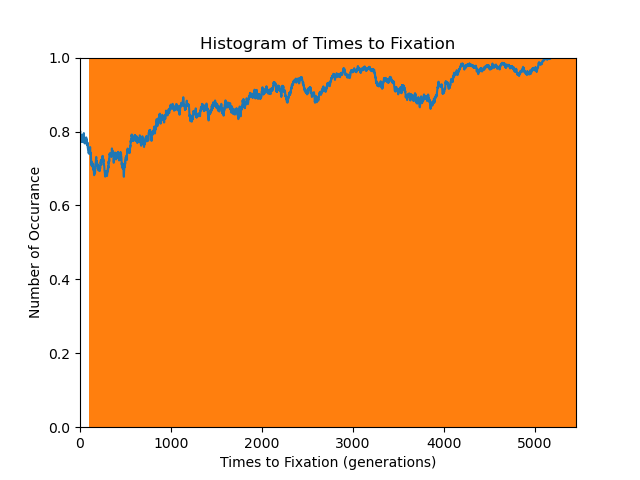 Histogram of Times to Fixation
1.0
0.8
0.6
0.4
0.2
0.0
Number of Occurance
0 1000 2000 3000 4000 5000
Times to Fixation (generations)